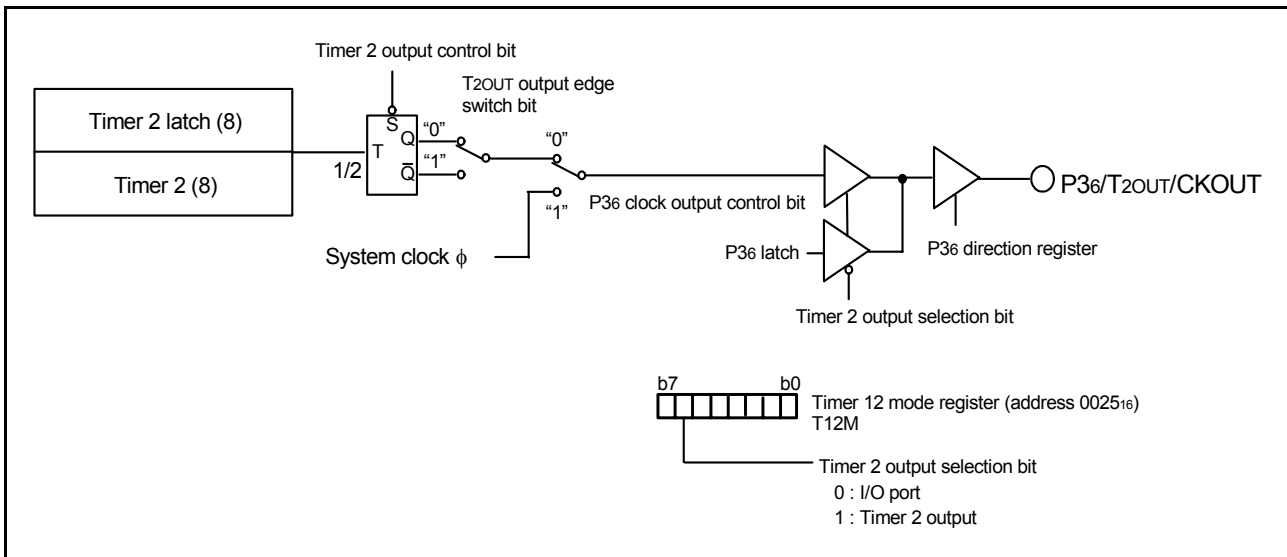 Timer 2 output control bit
T2OUT output edge
switch bit
Timer 2 latch (8)
Timer 2 (8)
1/2
T
S
Q
Q̅
“0”
“1”
“0”
“1”
P36 clock output control bit
System clock ϕ
P36 latch
P36/T2OUT/CKOUT
P36 direction register
Timer 2 output selection bit
b7 b0
Timer 12 mode register (address 002516)
T12M
Timer 2 output selection bit
0 : I/O port
1 : Timer 2 output